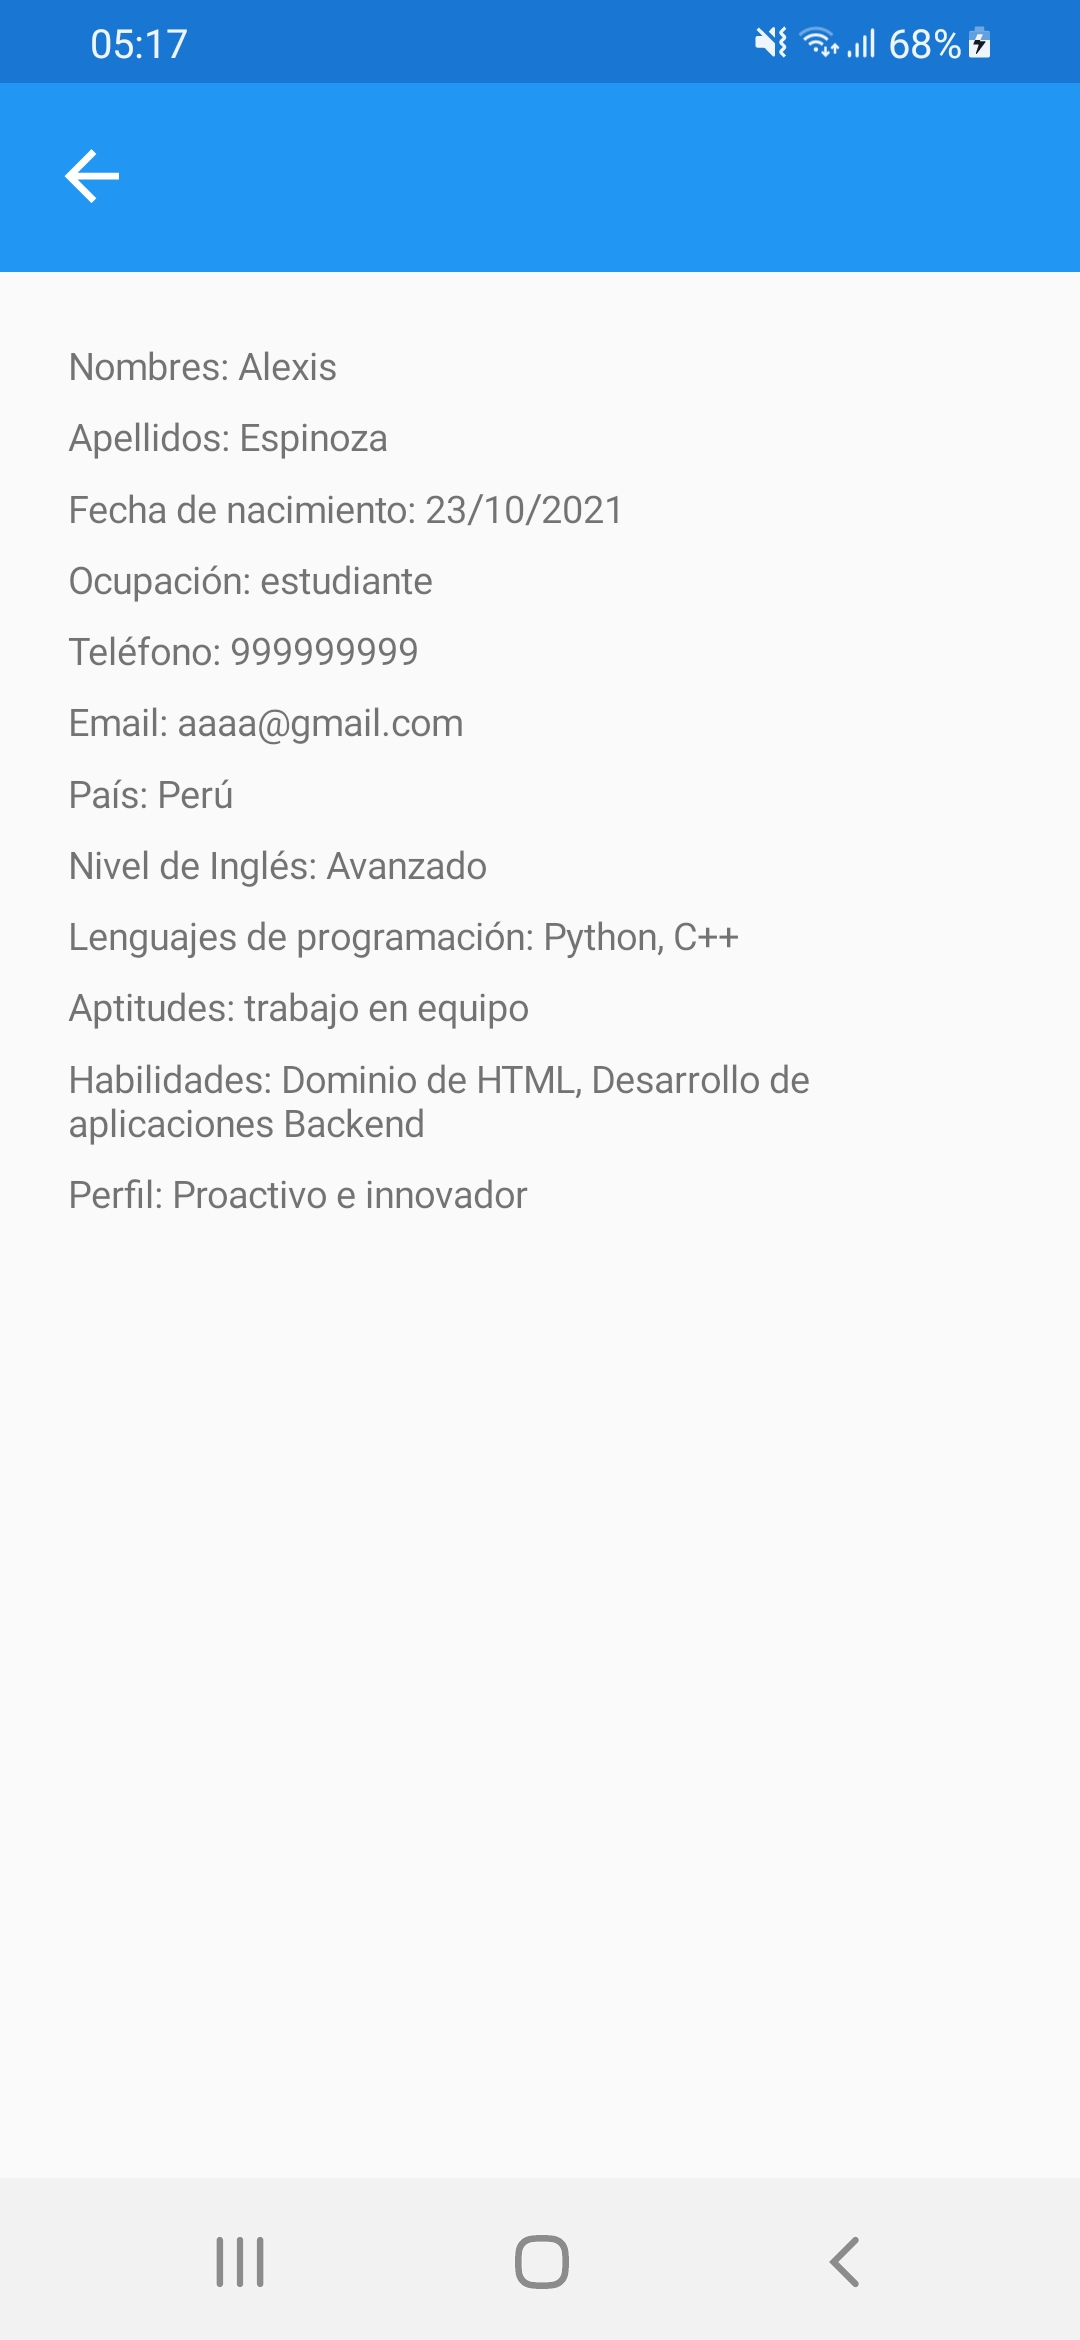 05:17 68%
Nombres: Alexis
Apellidos: Espinoza
Fecha de nacimiento: 23/10/2021
Ocupación: estudiante
Teléfono: 999999999
Email: aaaa@gmail.com
País: Perú
Nivel de Inglés: Avanzado
Lenguajes de programación: Python, C++
Aptitudes: trabajo en equipo
Habilidades: Dominio de HTML, Desarrollo de
aplicaciones Backend
Perfil: Proactivo e innovador